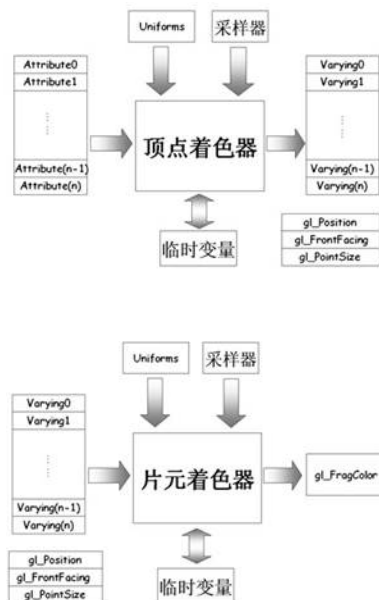 Uniforms
采样器
Attribute0
Attribute1
Attribute(n-1)
Attribute(n)
顶点着色器
Varying0
Varying1
Varying(n-1)
Varying(n)
临时变量
gl_Position
gl_FrontFacing
gl_PointSize
Uniforms
采样器
Varying0
Varying1
Varying(n-1)
Varying(n)
片元着色器
gl_FragColor
gl_Position
gl_FrontFacing
gl_PointSize
临时变量